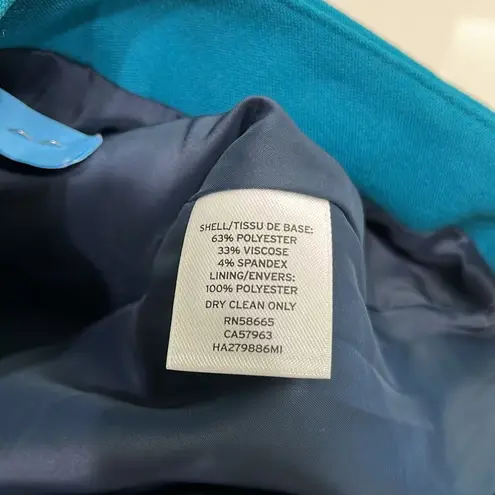 SHELL/TISSU DE BASE:
63% POLYESTER
33% VISCOSE
4% SPANDEX
LINING/ENVERS:
100% POLYESTER
DRY CLEAN ONLY
RN58665
CA57963
HA279886MI